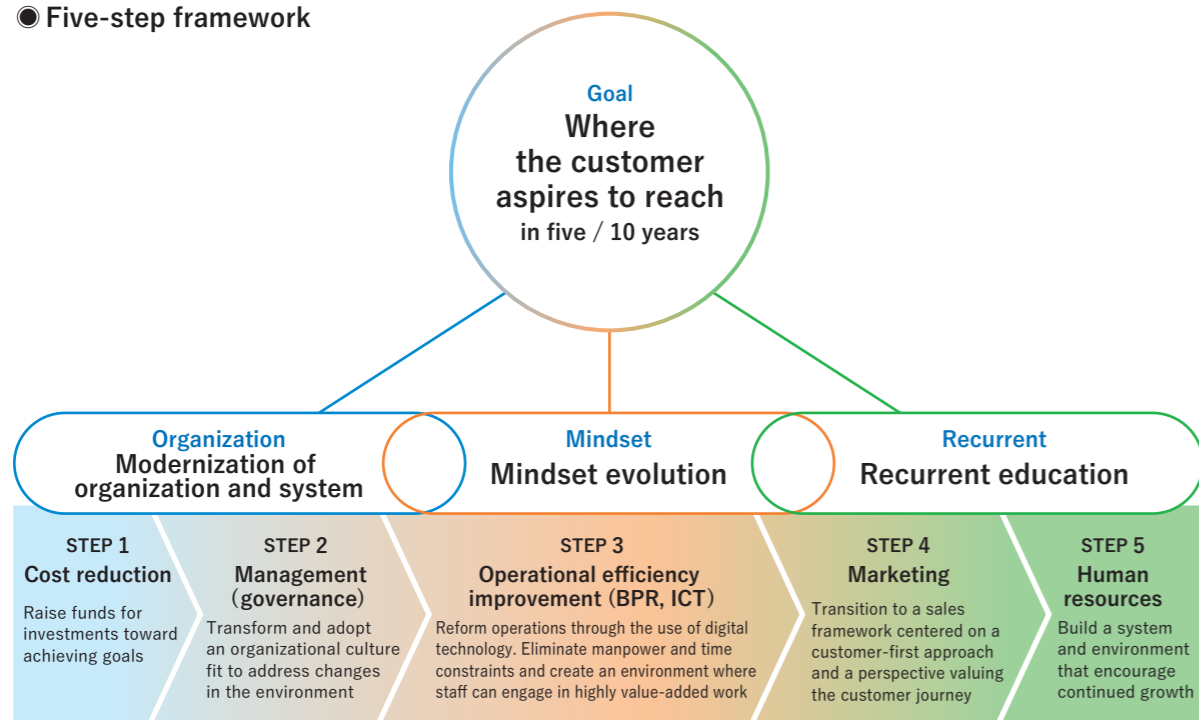 ◉ Five-step framework
Goal
Where
the customer
aspires to reach
in five / 10 years
Organization
Modernization of
organization and system
Mindset
Mindset evolution
Recurrent
Recurrent education
STEP 1
Cost reduction
Raise funds for
investments toward
achieving goals
STEP 2
Management
(governance)
Transform and adopt
an organizational culture
fit to address changes
in the environment
STEP 3
Operational efficiency
improvement (BPR, ICT)
Reform operations through the use of digital
technology. Eliminate manpower and time
constraints and create an environment where
staff can engage in highly value-added work
STEP 4
Marketing
Transition to a sales
framework centered on a
customer-first approach
and a perspective valuing
the customer journey
STEP 5
Human
resources
Build a system
and environment
that encourage
continued growth